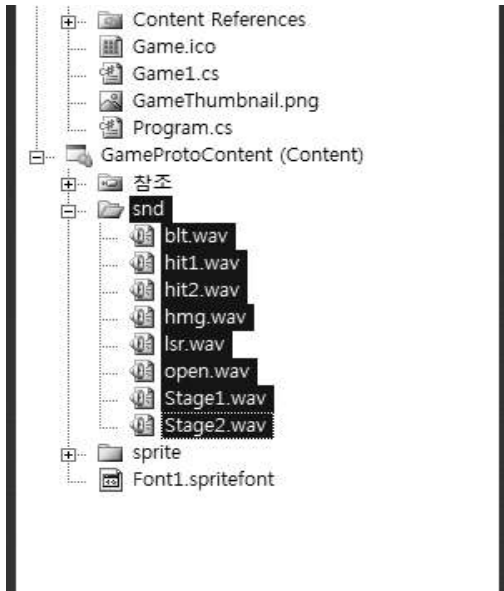 Content References
Game.ico
Game1.cs
GameThumbnail.png
Program.cs
GameProtoContent (Content)
참조
snd
blt.wav
hit1.wav
hit2.wav
hmg.wav
lsr.wav
open.wav
Stage1.wav
Stage2.wav
sprite
Font1.spritefont